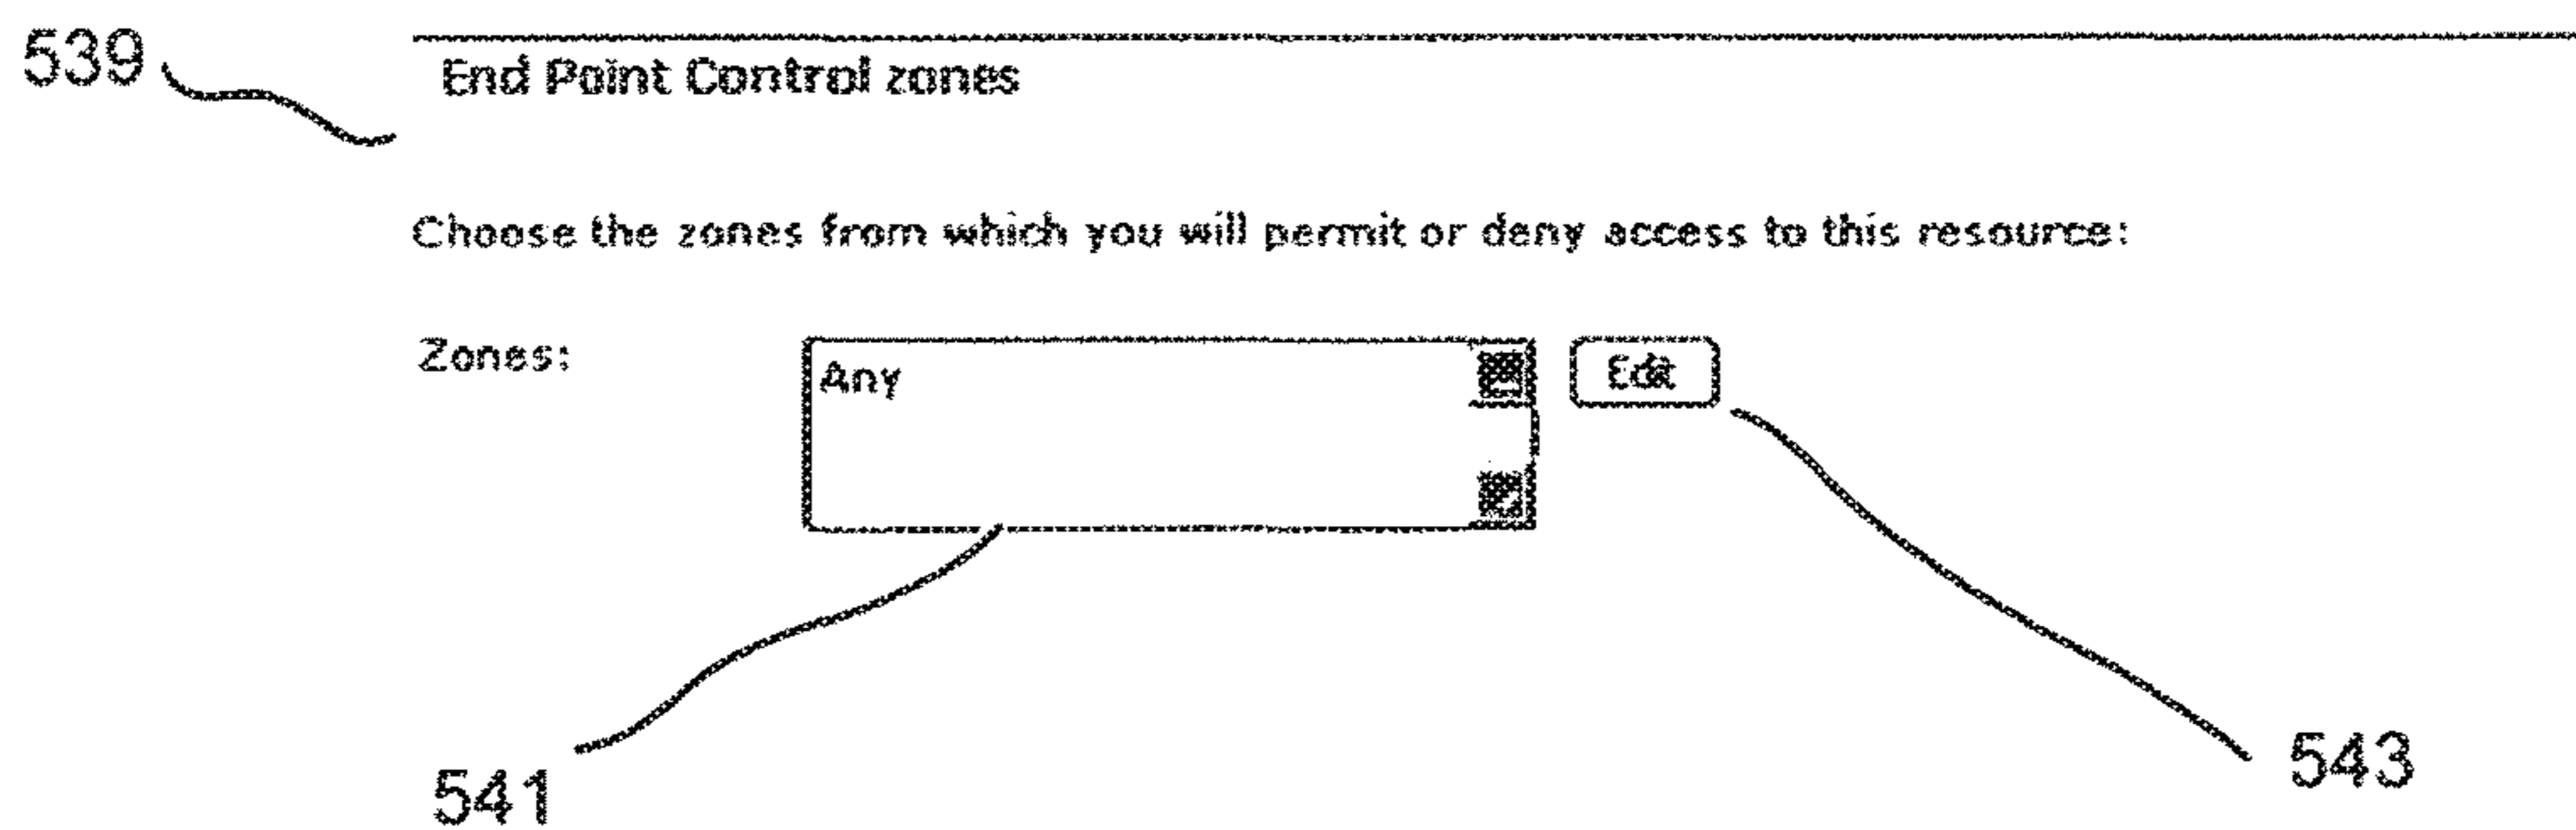 539
End Point Control zones
Choose the zones from which you will permit or deny access to this resource:
Zones:
Any
Edit
541
543